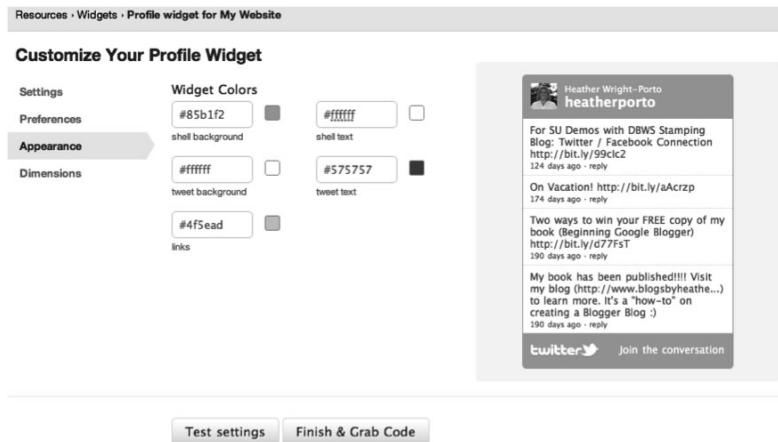 Resources › Widgets › Profile widget for My Website
Customize Your Profile Widget
Settings
Preferences
Appearance
Dimensions
Widget Colors
#85b1f2
shell background
#ffffff
shell text
#ffffff
tweet background
#575757
tweet text
#4f5ead
links
Heather Wright-Porto
heatherporto
For SU Demos with DBWS Stamping
Blog: Twitter / Facebook Connection
http://bit.ly/99cIc2
124 days ago · reply
On Vacation! http://bit.ly/aAcrzp
174 days ago · reply
Two ways to win your FREE copy of my
book (Beginning Google Blogger)
http://bit.ly/d77FsT
190 days ago · reply
My book has been published!!!! Visit
my blog (http://www.blogsbyheathe...)
to learn more. It's a "how-to" on
creating a Blogger Blog :)
190 days ago · reply
twitter Join the conversation
Test settings Finish & Grab Code